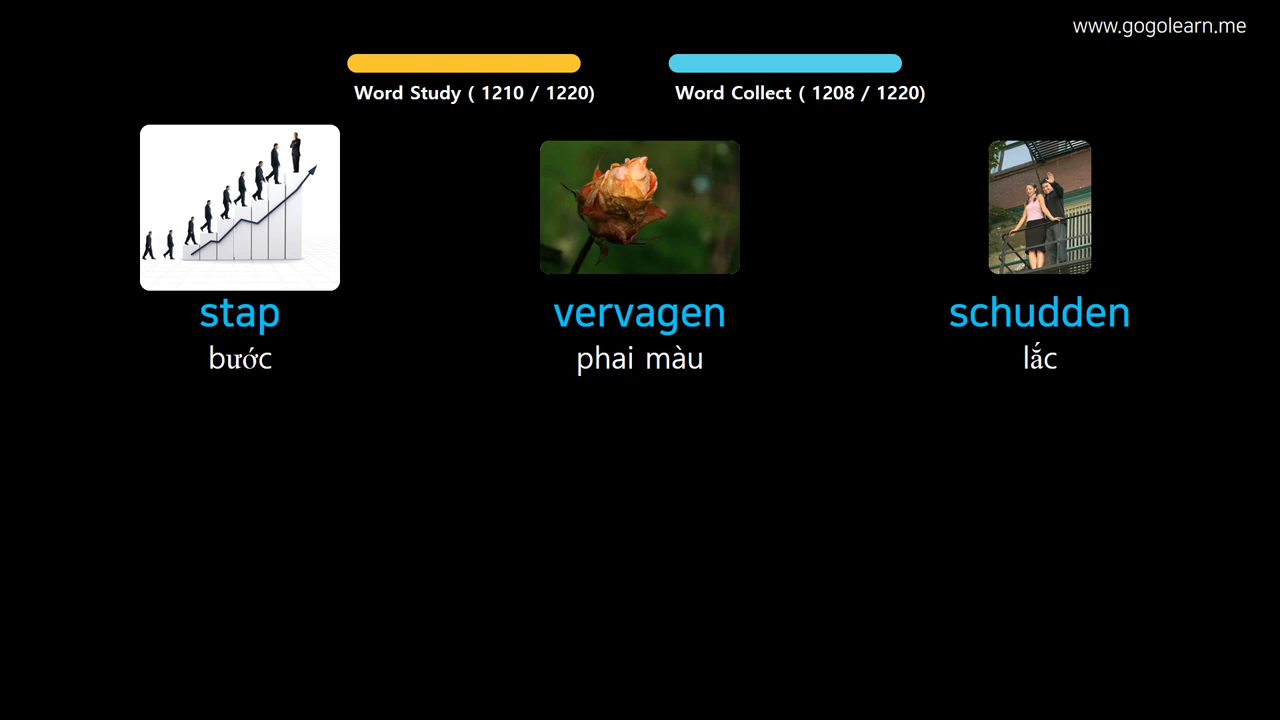 www.gogolearn.me
Word Study ( 1210 / 1220)
Word Collect ( 1208 / 1220)
stap
bước
vervagen
phai màu
schudden
lắc